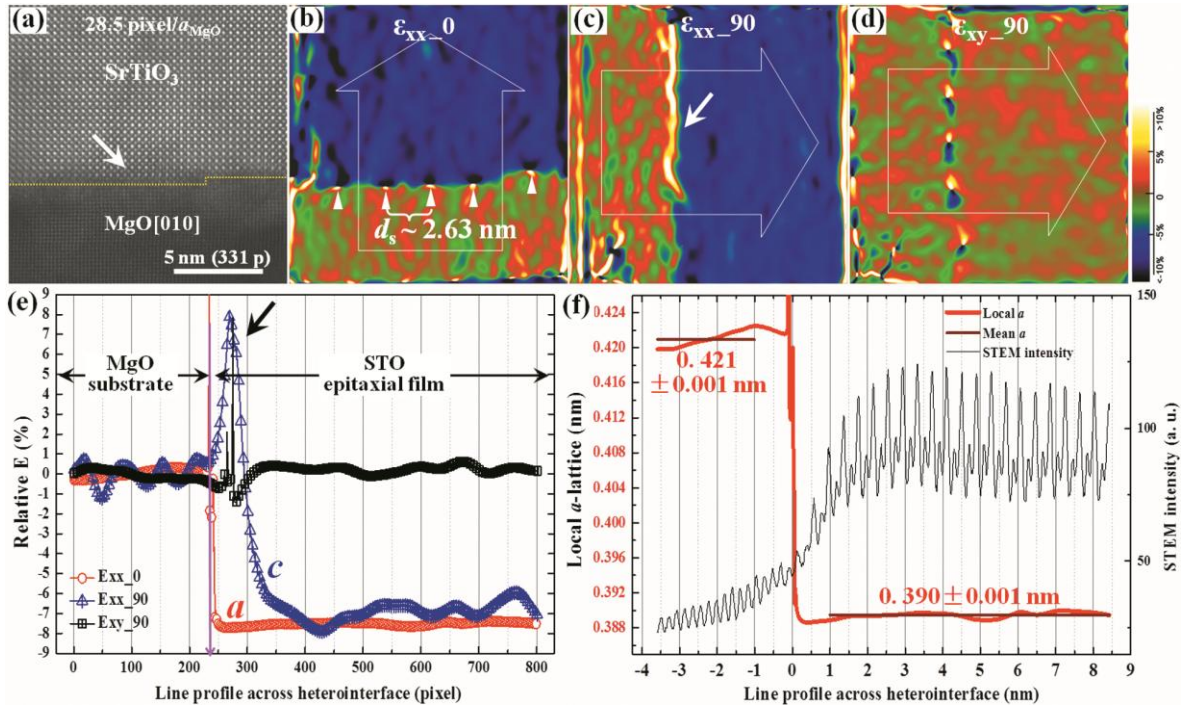 (a)
28.5 pixel/aMgO
SrTiO3
MgO[010]
5 nm (331 p)
(b)
εxx_0
ds ~ 2.63 nm
(c)
εxx_90
(d)
εxy_90
>10%
5%
0%
-5%
<-10%
(e)
9
8
7
6
5
4
3
2
1
0
-1
-2
-3
-4
-5
-6
-7
-8
-9
Relative E (%)
MgO
substrate
STO
epitaxial film
a
c
Exx_0
Exx_90
Exy_90
0 100 200 300 400 500 600 700 800
Line profile across heterointerface (pixel)
(f)
0.424
0.420
0.416
0.412
0.408
0.404
0.400
0.396
0.392
0.388
Local a-lattice (nm)
Local a
Mean a
STEM intensity
0. 421
± 0.001 nm
0. 390 ± 0.001 nm
150
100
50
STEM intensity (a. u.)
-4 -3 -2 -1 0 1 2 3 4 5 6 7 8 9
Line profile across heterointerface (nm)